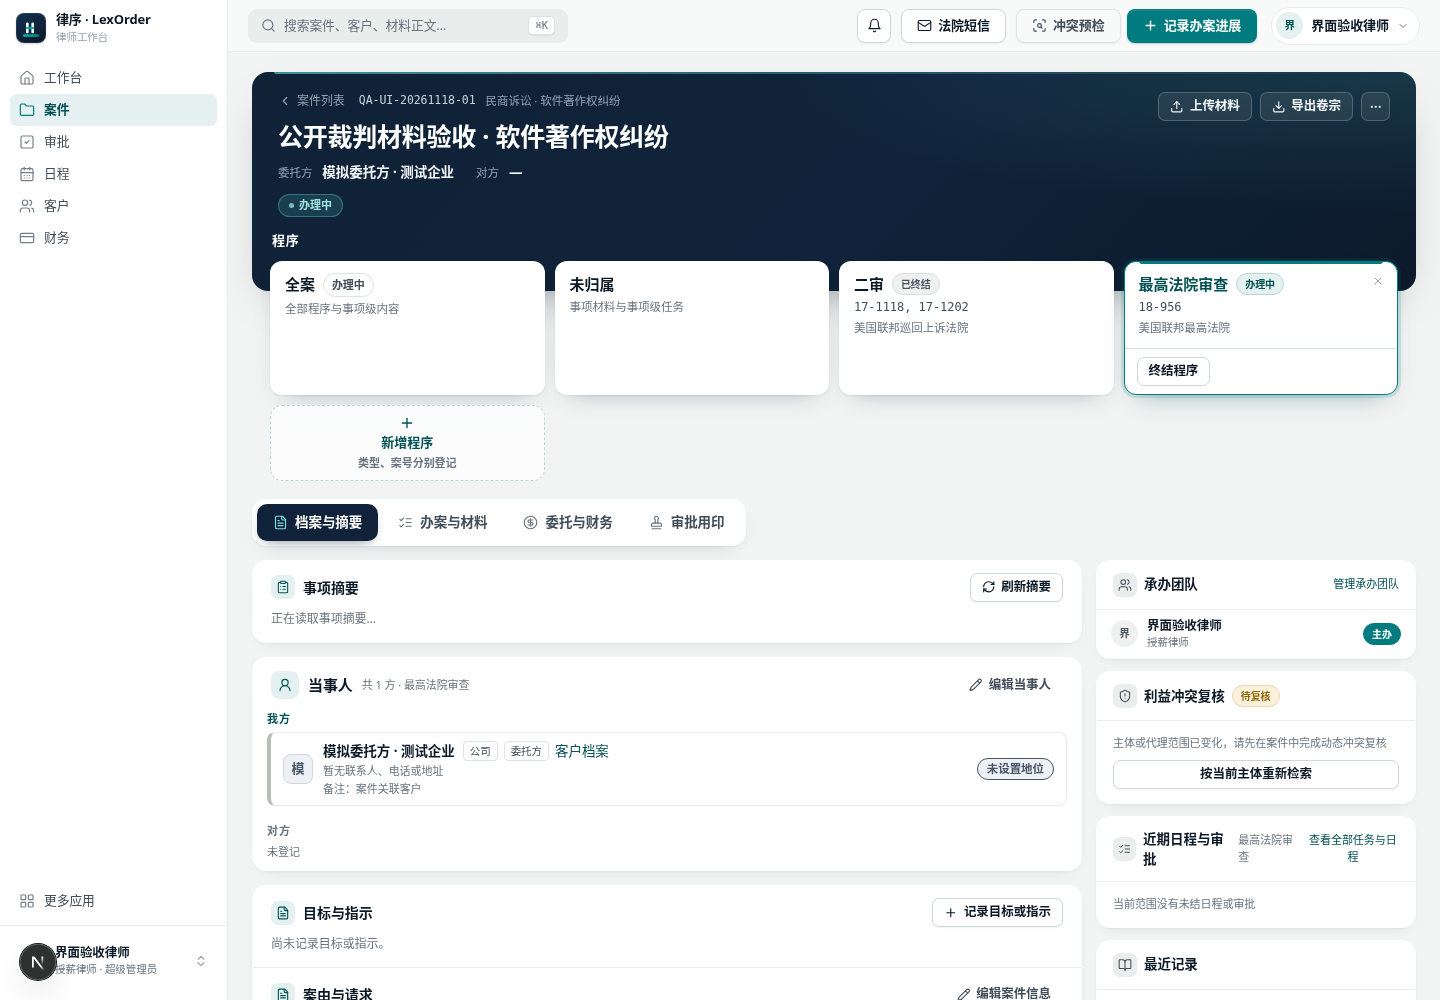 律序 · LexOrder
律师工作台
搜索案件、客户、材料正文...
⌘K
法院短信
冲突预检
记录办案进展
界
界面验收律师
工作台
案件
审批
日程
客户
财务
更多应用
N
界面验收律师
授薪律师 · 超级管理员
案件列表
QA-UI-20261118-01
民商诉讼 · 软件著作权纠纷
上传材料
导出卷宗
公开裁判材料验收 · 软件著作权纠纷
委托方
模拟委托方 · 测试企业
对方
—
办理中
程序
全案
办理中
全部程序与事项级内容
未归属
事项材料与事项级任务
二审
已终结
17-1118, 17-1202
美国联邦巡回上诉法院
最高法院审查
办理中
18-956
美国联邦最高法院
终结程序
新增程序
类型、案号分别登记
档案与摘要
办案与材料
委托与财务
审批用印
事项摘要
刷新摘要
正在读取事项摘要...
当事人
共 1 方 · 最高法院审查
编辑当事人
我方
模
模拟委托方 · 测试企业
公司
委托方
客户档案
暂无联系人、电话或地址
备注：案件关联客户
未设置地位
对方
未登记
目标与指示
记录目标或指示
尚未记录目标或指示。
案由与请求
编辑案件信息
承办团队
管理承办团队
界
界面验收律师
授薪律师
主办
利益冲突复核
待复核
主体或代理范围已变化，请先在案件中完成动态冲突复核
按当前主体重新检索
近期日程与审
批
最高法院审
查
查看全部任务与日
程
当前范围没有未结日程或审批
最近记录